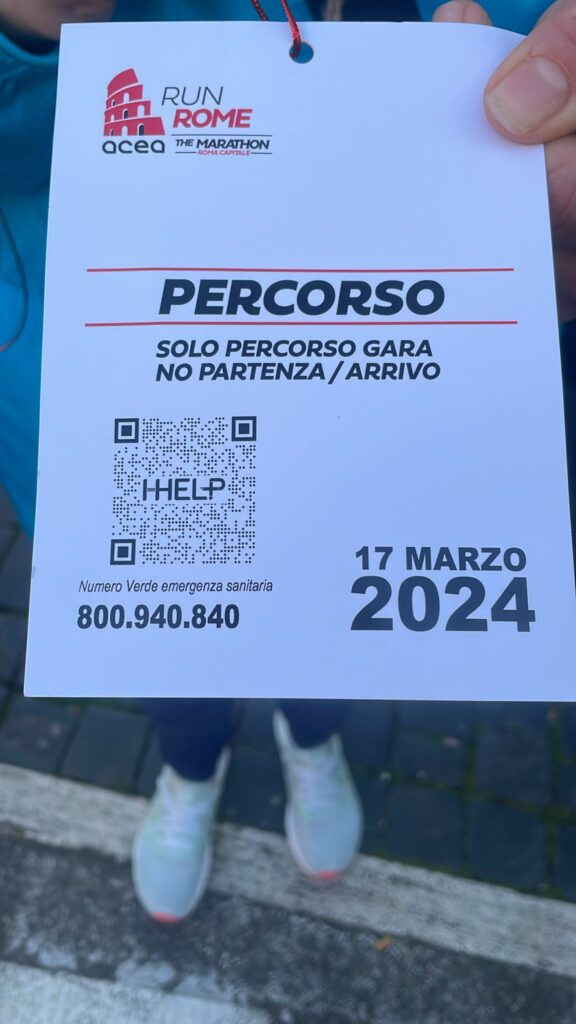 RUN
ROME
acea
THE MARATHON
ROMA CAPITALE
PERCORSO
SOLO PERCORSO GARA
NO PARTENZA / ARRIVO
HHELP
Numero Verde emergenza sanitaria
800.940.840
17 MARZO
2024